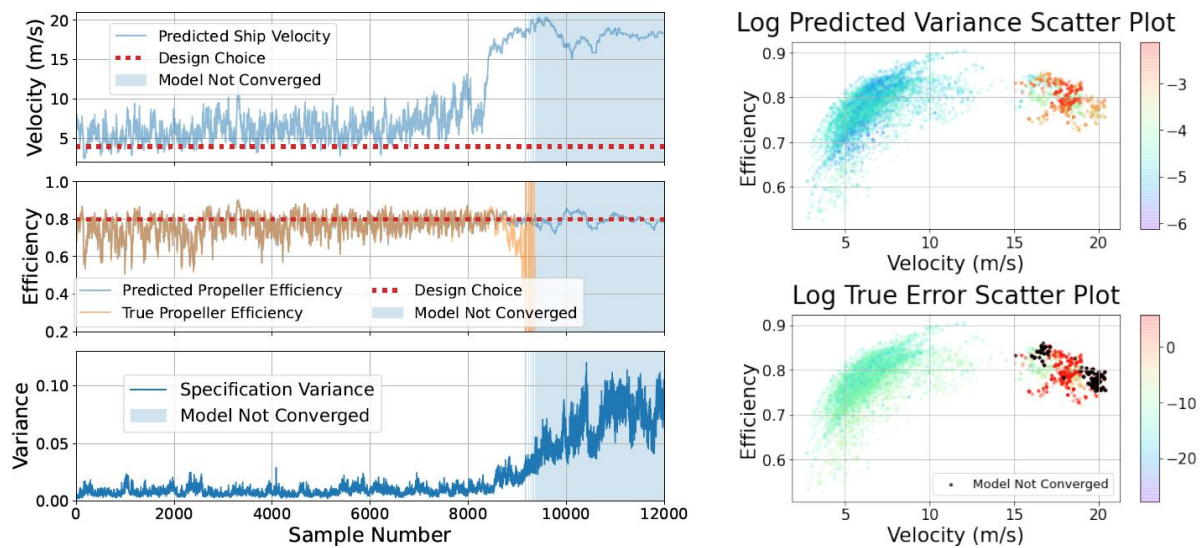 Velocity (m/s)
20
15
10
5
Predicted Ship Velocity
Design Choice
Model Not Converged
Efficiency
1.0
0.8
0.6
0.4
0.2
Predicted Propeller Efficiency
True Propeller Efficiency
Design Choice
Model Not Converged
Variance
0.10
0.05
0.00
Specification Variance
Model Not Converged
0 2000 4000 6000 8000 10000 12000
Sample Number
Log Predicted Variance Scatter Plot
Efficiency
0.9
0.8
0.7
0.6
5 10 15 20
Velocity (m/s)
−3
−4
−5
−6
Log True Error Scatter Plot
Efficiency
0.9
0.8
0.7
0.6
Model Not Converged
5 10 15 20
Velocity (m/s)
0
−10
−20